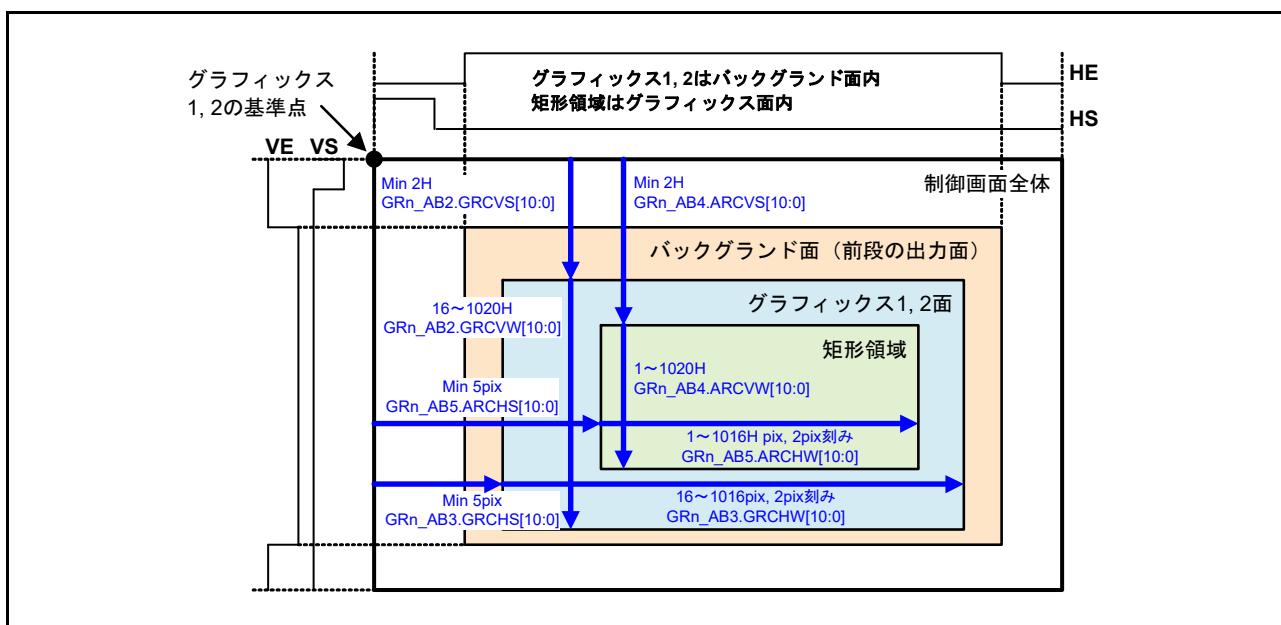 グラフィックス1, 2はバックグランド面内
矩形領域はグラフィックス面内
HE
HS
グラフィックス
1, 2の基準点
VE VS
Min 2H
GRn_AB2.GRCVS[10:0]
Min 2H
GRn_AB4.ARCVS[10:0]
制御画面全体
バックグランド面（前段の出力面）
グラフィックス1, 2面
16～1020H
GRn_AB2.GRCVW[10:0]
矩形領域
1～1020H
GRn_AB4.ARCVW[10:0]
Min 5pix
GRn_AB5.ARCHS[10:0]
1～1016H pix, 2pix刻み
GRn_AB5.ARCHW[10:0]
Min 5pix
GRn_AB3.GRCHS[10:0]
16～1016pix, 2pix刻み
GRn_AB3.GRCHW[10:0]